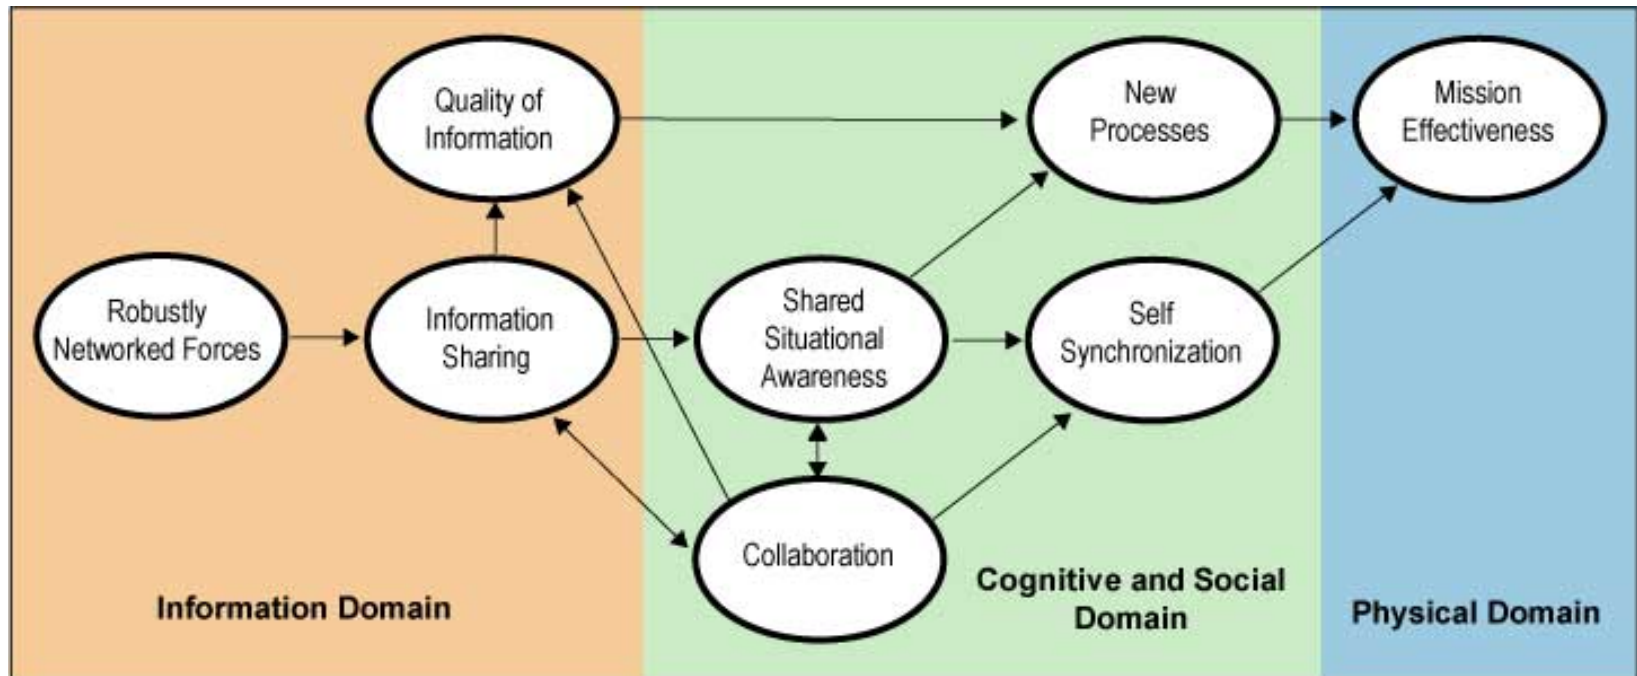 Quality of
Information
New
Processes
Mission
Effectiveness
Robustly
Networked Forces
Information
Sharing
Shared
Situational
Awareness
Self
Synchronization
Collaboration
Information Domain
Cognitive and Social
Domain
Physical Domain